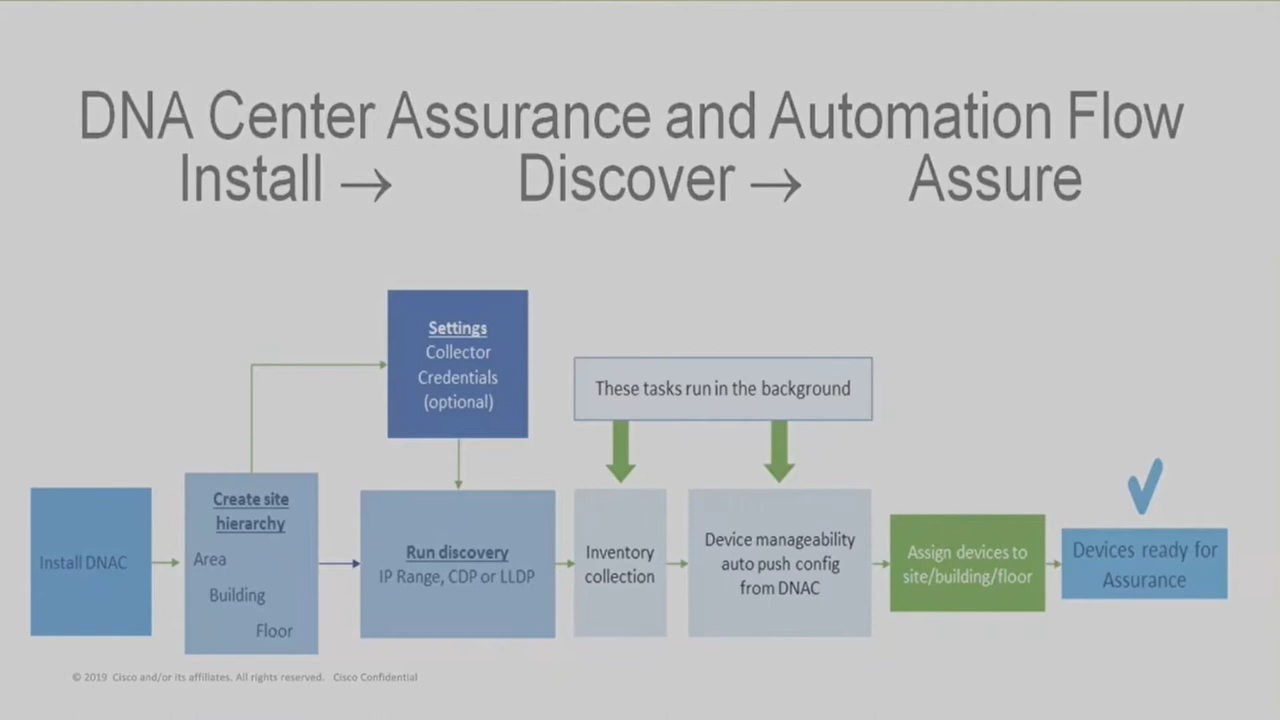 DNA Center Assurance and Automation Flow
Install → Discover → Assure
Settings
Collector
Credentials
(optional)
These tasks run in the background
Install DNAC
Create site
hierarchy
Area
Building
Floor
Run discovery
IP Range, CDP or LLDP
Inventory
collection
Device manageability
auto push config
from DNAC
Assign devices to
site/building/floor
Devices ready for
Assurance
© 2019 Cisco and/or its affiliates. All rights reserved. Cisco Confidential